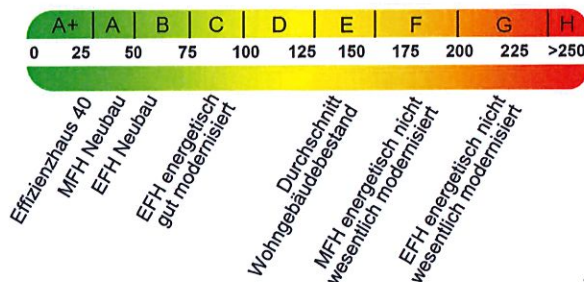 A+ A B C D E F G H
0 25 50 75 100 125 150 175 200 225 >250
Effizienzhaus 40
MFH Neubau
EFH Neubau
EFH energetisch
gut modernisiert
Durchschnitt
Wohngebäudebestand
MFH energetisch nicht
wesentlich modernisiert
EFH energetisch nicht
wesentlich modernisiert